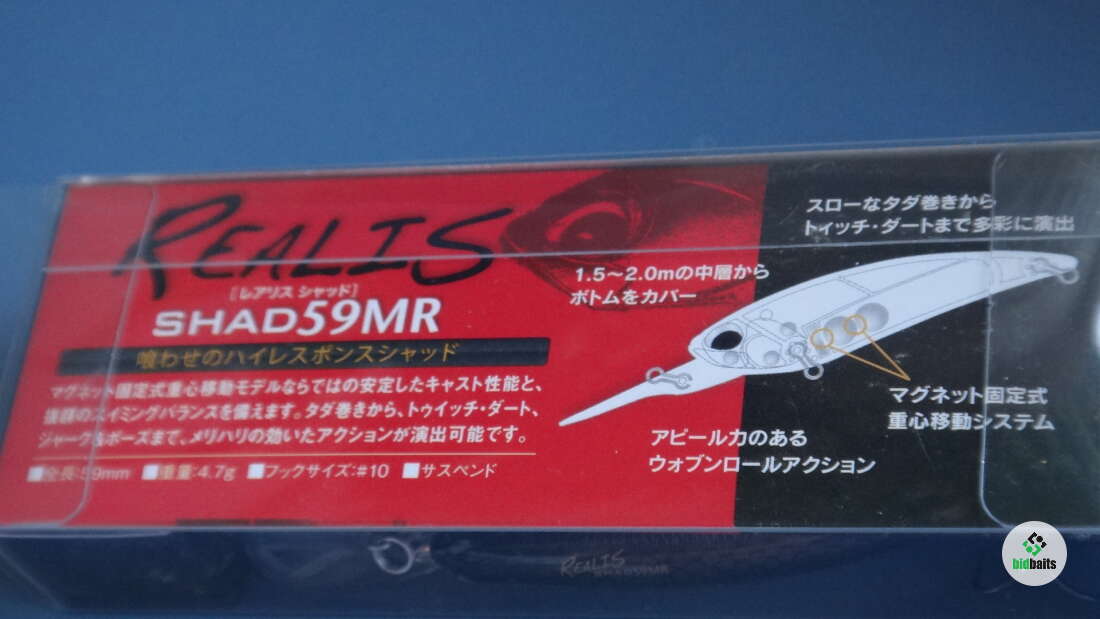 REALIS
[レアリス シャッド]
SHAD59MR
喰わせのハイレスポンスシャッド
マグネット固定式重心移動モデルならではの安定したキャスト性能と、
のスイミングバランスを備えます。タダ巻きから、トゥイッチ・ダート、
ジャーク&ポーズまで、メリハリの効いたアクションが演出可能です。
■全長:59mm ■重量:4.7g ■フックサイズ:#10 ■サスペンド
スローなタダ巻きから
トィッチ・ダートまで多彩に演出
1.5~2.0mの中層から
ボトムをカバー
マグネット固定式
重心移動システム
アピール力のある
ウォブンロールアクション
REALIS
SHAD59MR
bidbaits